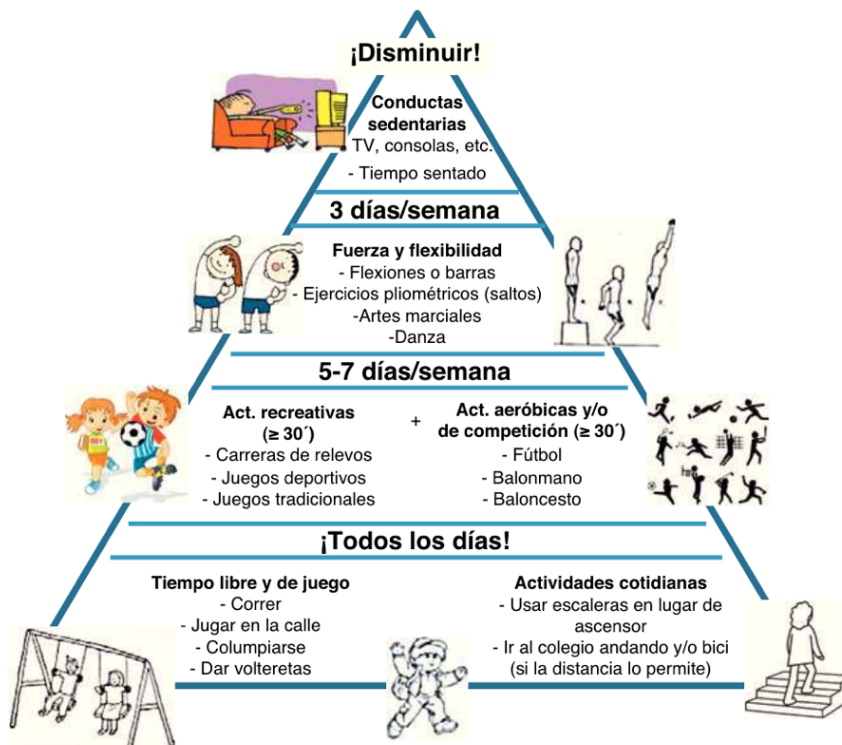 ¡Disminuir!
Conductas
sedentarias
TV, consolas, etc.
- Tiempo sentado
3 días/semana
Fuerza y flexibilidad
- Flexiones o barras
- Ejercicios pliométricos (saltos)
-Artes marciales
-Danza
5-7 días/semana
Act. recreativas
(≥ 30´)
- Carreras de relevos
- Juegos deportivos
- Juegos tradicionales
+
Act. aeróbicas y/o
de competición (≥ 30´)
- Fútbol
- Balonmano
- Baloncesto
¡Todos los días!
Tiempo libre y de juego
- Correr
- Jugar en la calle
- Columpiarse
- Dar volteretas
Actividades cotidianas
- Usar escaleras en lugar de
ascensor
- Ir al colegio andando y/o bici
(si la distancia lo permite)